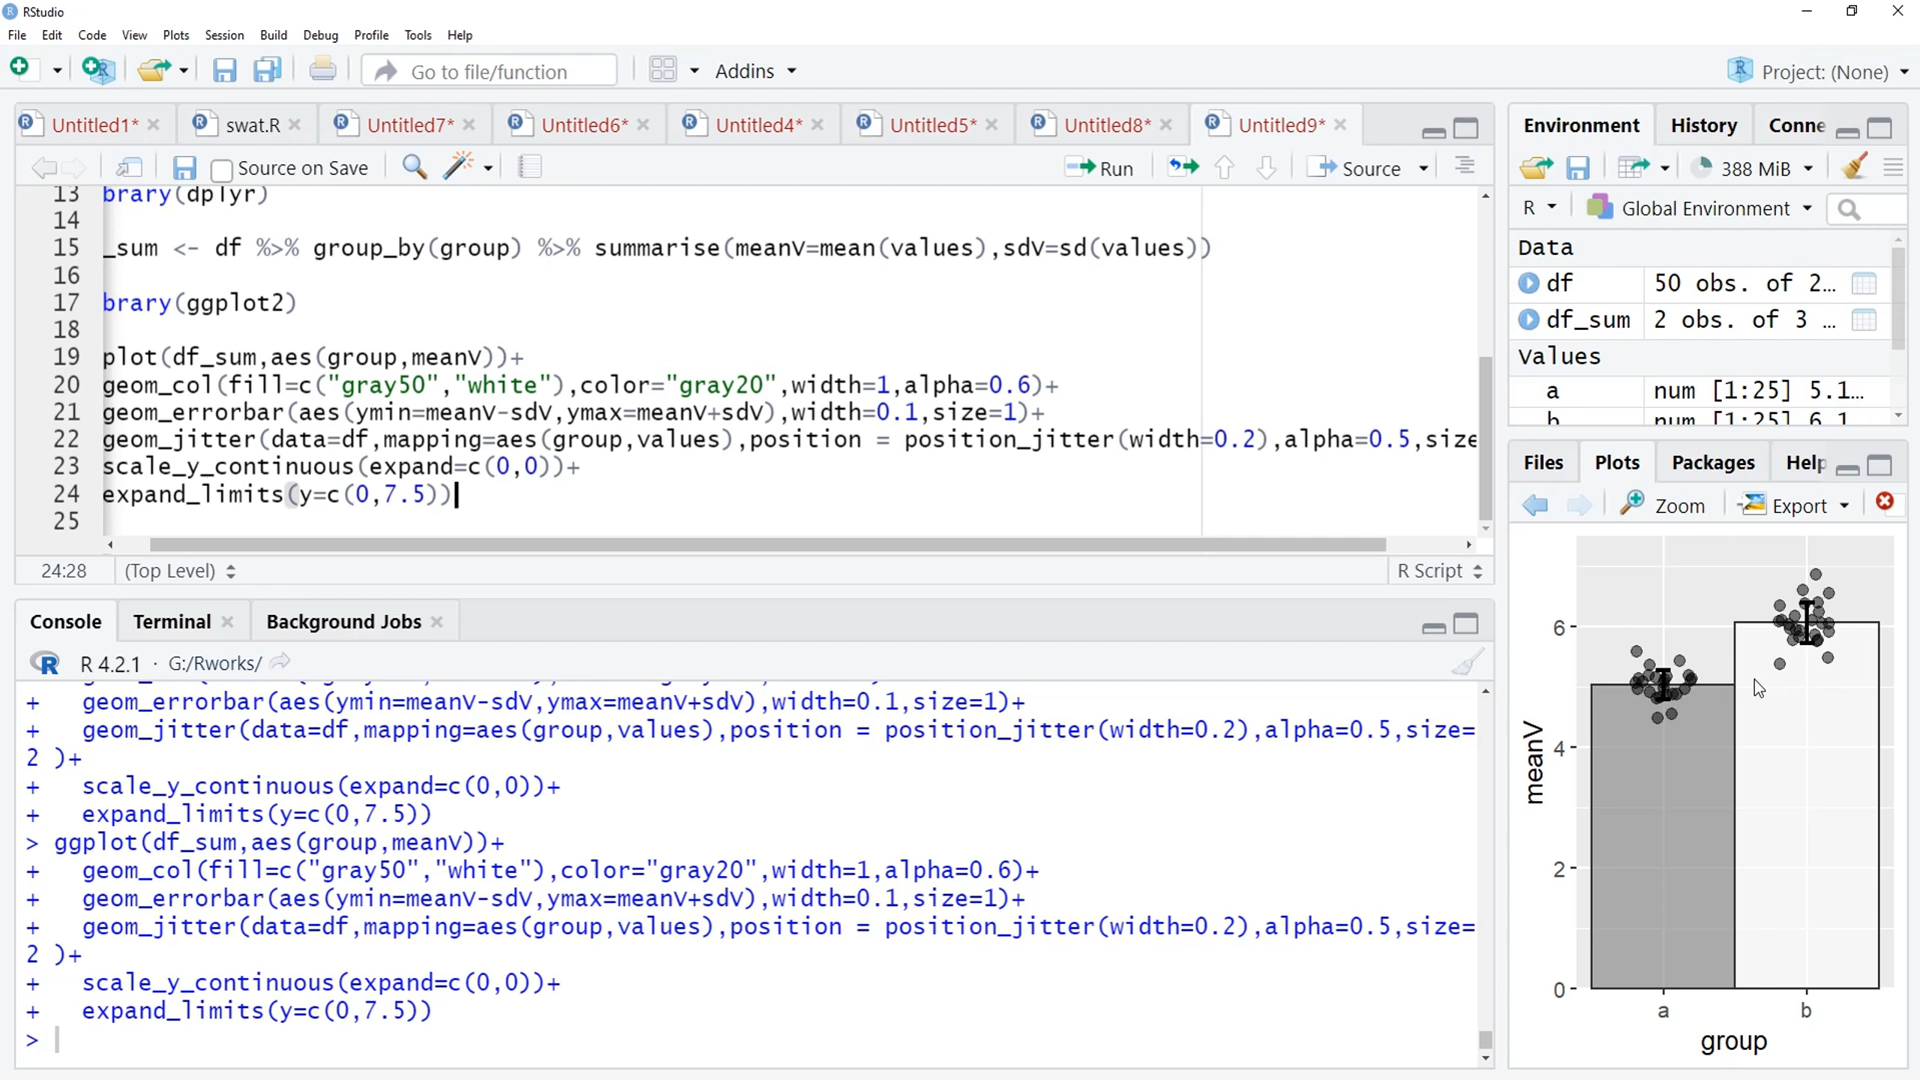 RStudio
File Edit Code View Plots Session Build Debug Profile Tools Help
Go to file/function Addins Project: (None)
Untitled1* swat.R Untitled7* Untitled6* Untitled4* Untitled5* Untitled8* Untitled9*
Source on Save Run Source
13 brary(dplyr)
14
15 _sum <- df %>% group_by(group) %>% summarise(meanV=mean(values),sdV=sd(values))
16
17 brary(ggplot2)
18
19 plot(df_sum,aes(group,meanV))+
20 geom_col(fill=c("gray50","white"),color="gray20",width=1,alpha=0.6)+
21 geom_errorbar(aes(ymin=meanV-sdV,ymax=meanV+sdV),width=0.1,size=1)+
22 geom_jitter(data=df,mapping=aes(group,values),position = position_jitter(width=0.2),alpha=0.5,size
23 scale_y_continuous(expand=c(0,0))+
24 expand_limits(y=c(0,7.5))
25
24:28 (Top Level) R Script
Console Terminal Background Jobs
R 4.2.1 · G:/Rworks/
+ geom_errorbar(aes(ymin=meanV-sdV,ymax=meanV+sdV),width=0.1,size=1)+
+ geom_jitter(data=df,mapping=aes(group,values),position = position_jitter(width=0.2),alpha=0.5,size=
2 )+
+ scale_y_continuous(expand=c(0,0))+
+ expand_limits(y=c(0,7.5))
> ggplot(df_sum,aes(group,meanV))+
+ geom_col(fill=c("gray50","white"),color="gray20",width=1,alpha=0.6)+
+ geom_errorbar(aes(ymin=meanV-sdV,ymax=meanV+sdV),width=0.1,size=1)+
+ geom_jitter(data=df,mapping=aes(group,values),position = position_jitter(width=0.2),alpha=0.5,size=
2 )+
+ scale_y_continuous(expand=c(0,0))+
+ expand_limits(y=c(0,7.5))
>
Environment History Conne
388 MiB
R Global Environment
Data
df 50 obs. of 2...
df_sum 2 obs. of 3 ...
Values
a num [1:25] 5.1...
b num [1:25] 6.1
Files Plots Packages Help
Zoom Export
6
4
2
0
meanV
a b
group